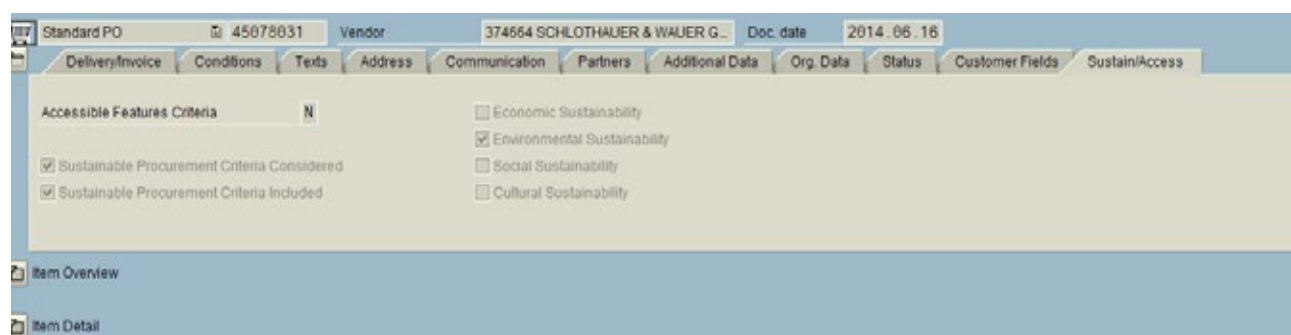 Standard PO 45078031 Vendor 374664 SCHLOTHAUER & WAUER G... Doc. date 2014.06.16
Delivery/Invoice Conditions Texts Address Communication Partners Additional Data Org. Data Status Customer Fields Sustain/Access
Accessible Features Criteria N Economic Sustainability
Environmental Sustainability
Sustainable Procurement Criteria Considered Social Sustainability
Sustainable Procurement Criteria Included Cultural Sustainability
Item Overview
Item Detail